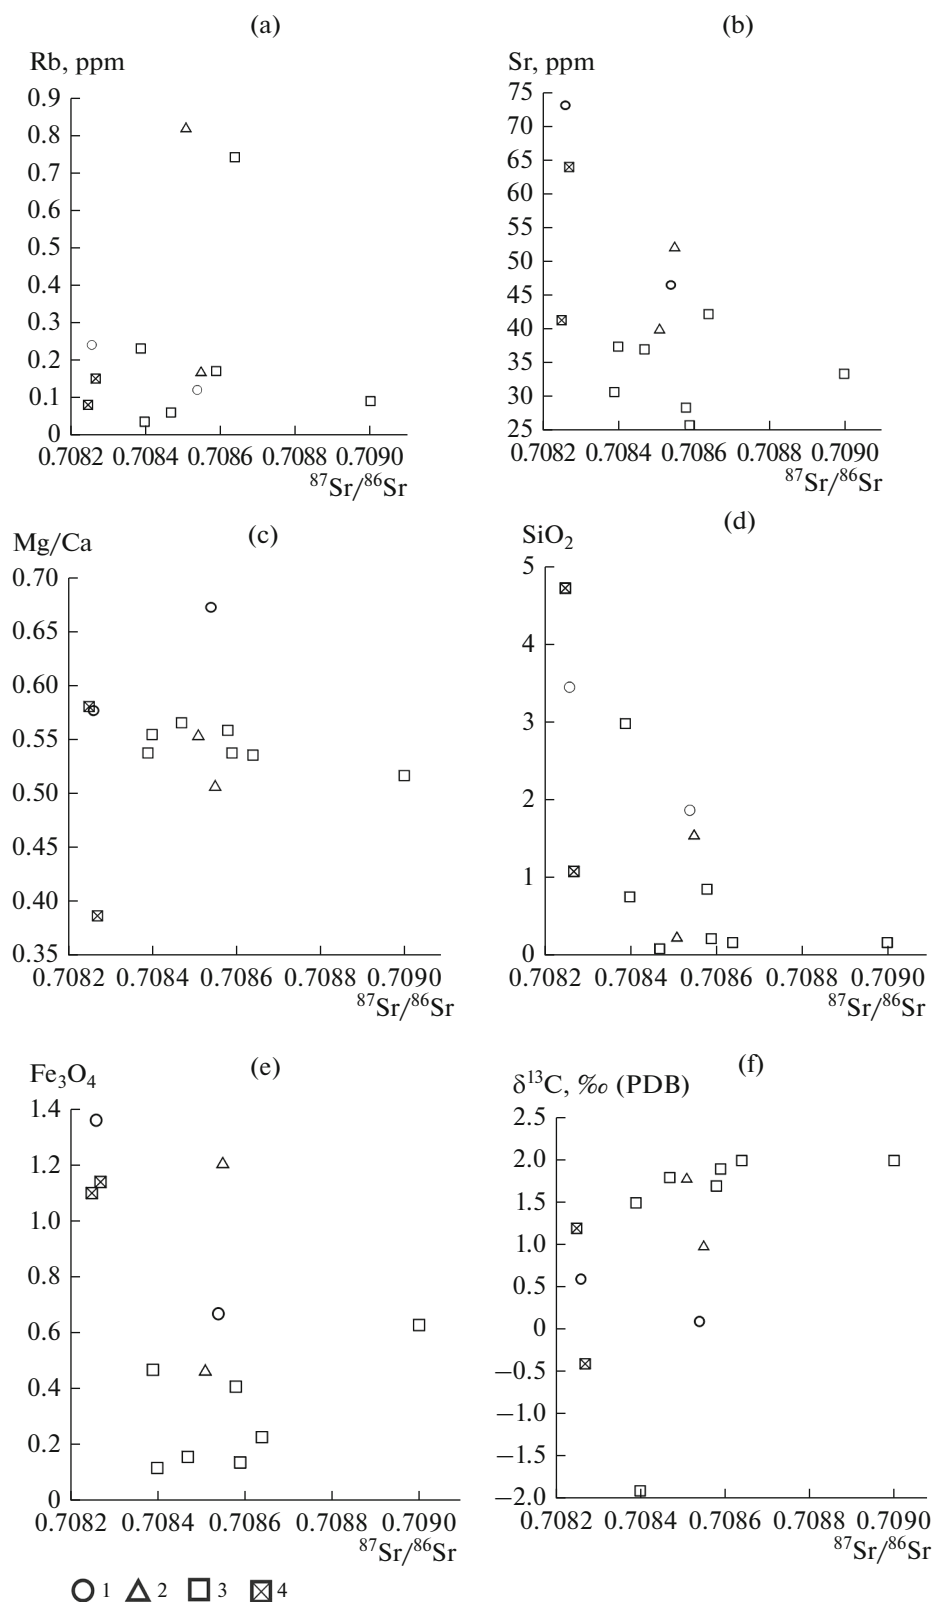 (a)
Rb, ppm
0.9
0.8
0.7
0.6
0.5
0.4
0.3
0.2
0.1
0
0.7082 0.7084 0.7086 0.7088 0.7090
⁸⁷Sr/⁸⁶Sr
(b)
Sr, ppm
75
70
65
60
55
50
45
40
35
30
25
0.7082 0.7084 0.7086 0.7088 0.7090
⁸⁷Sr/⁸⁶Sr
(c)
Mg/Ca
0.70
0.65
0.60
0.55
0.50
0.45
0.40
0.35
0.7082 0.7084 0.7086 0.7088 0.7090
⁸⁷Sr/⁸⁶Sr
(d)
SiO₂
5
4
3
2
1
0
0.7082 0.7084 0.7086 0.7088 0.7090
⁸⁷Sr/⁸⁶Sr
(e)
Fe₃O₄
1.4
1.2
1.0
0.8
0.6
0.4
0.2
0
0.7082 0.7084 0.7086 0.7088 0.7090
⁸⁷Sr/⁸⁶Sr
(f)
δ¹³C, ‰ (PDB)
2.5
2.0
1.5
1.0
0.5
0
−0.5
−1.0
−1.5
−2.0
0.7082 0.7084 0.7086 0.7088 0.7090
⁸⁷Sr/⁸⁶Sr
1 2 3 4